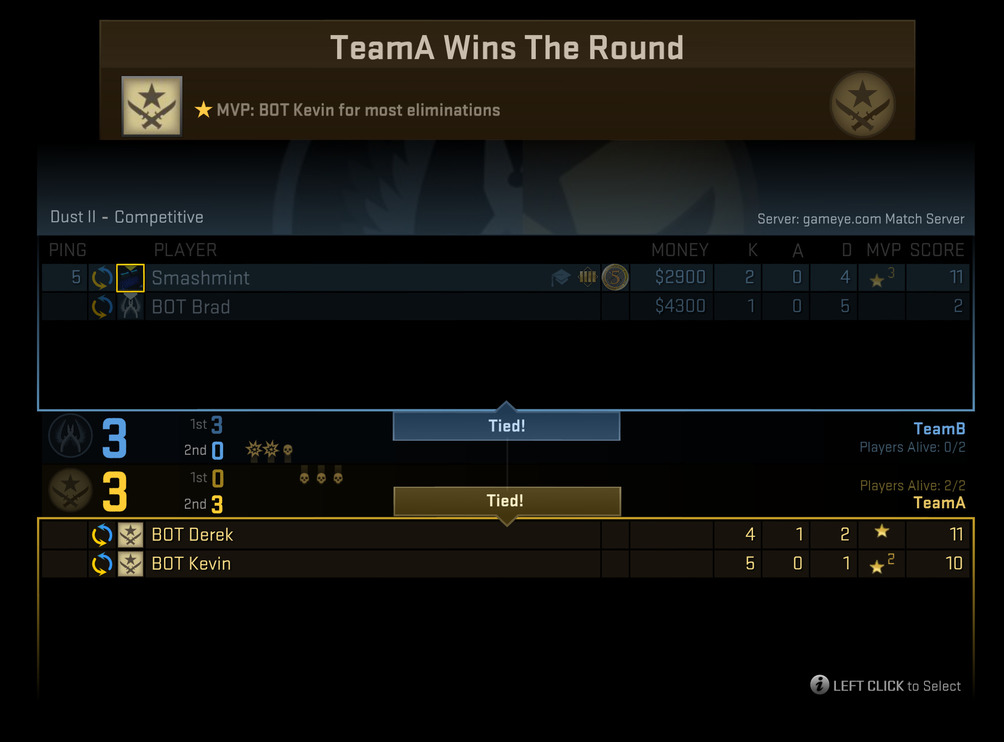 TeamA Wins The Round
MVP: BOT Kevin for most eliminations
Dust II - Competitive
Server: gameye.com Match Server
PING PLAYER MONEY K A D MVP SCORE
5 Smashmint 5 $2900 2 0 4 3 11
BOT Brad $4300 1 0 5 2
3 1st 3 Tied! TeamB
2nd 0 Players Alive: 0/2
3 1st 0 Players Alive: 2/2
2nd 3 Tied! TeamA
BOT Derek 4 1 2 11
BOT Kevin 5 0 1 2 10
i LEFT CLICK to Select